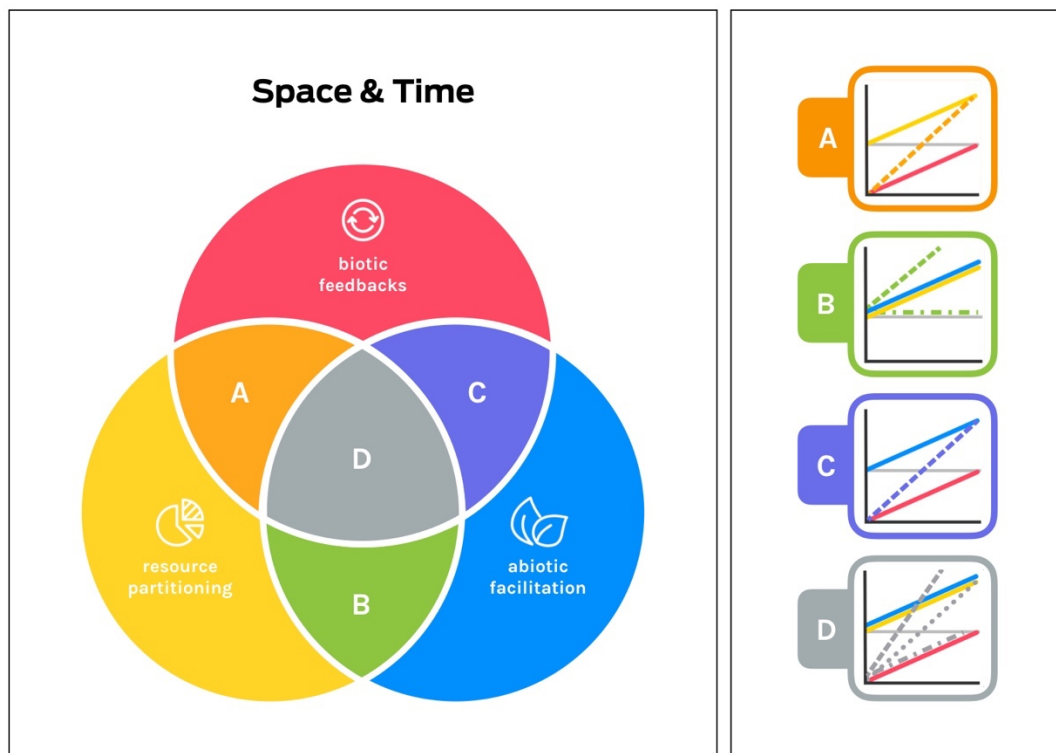 Space & Time
biotic
feedbacks
A
C
D
resource
partitioning
abiotic
facilitation
B
A
B
C
D